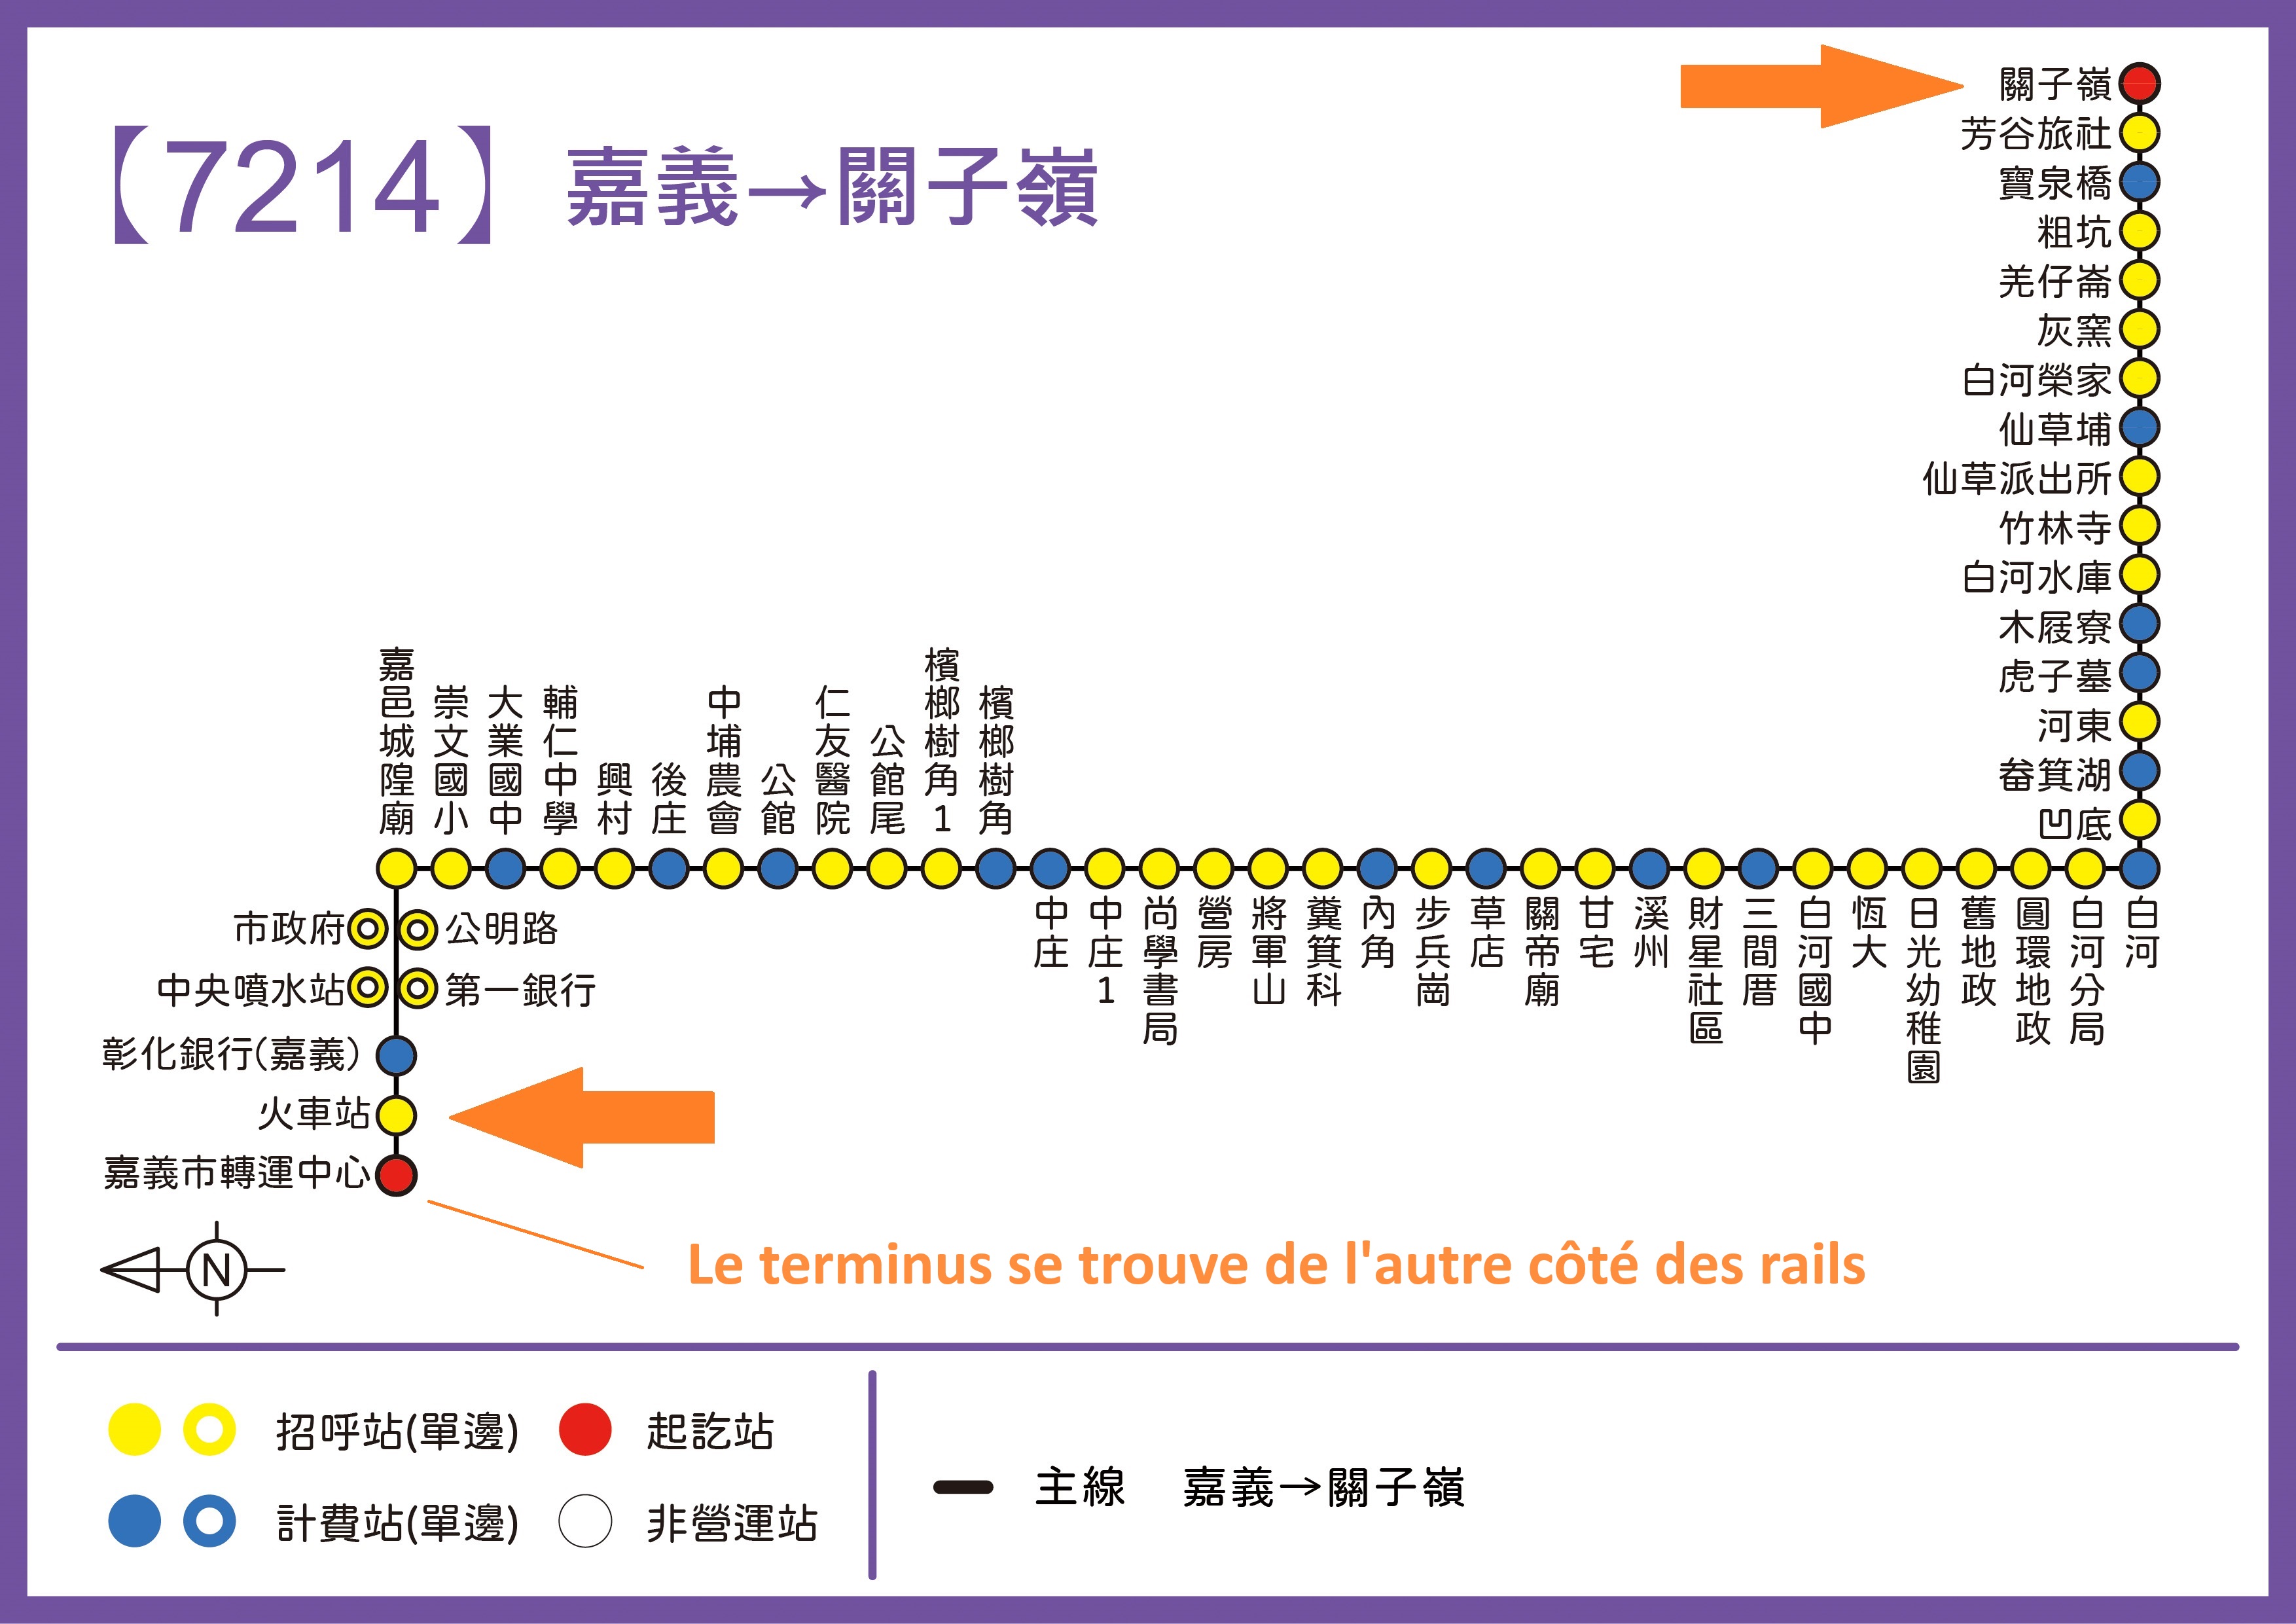 【7214】嘉義→關子嶺
關子嶺
芳谷旅社
寶泉橋
粗坑
羌仔崙
灰窯
白河榮家
仙草埔
仙草派出所
竹林寺
白河水庫
木屐寮
虎子墓
河東
畚箕湖
凹底
嘉邑城隍廟
崇文國小
大業國中
輔仁中學
興村
後庄
中埔農會
公館
仁友醫院
公館尾
檳榔樹角1
檳榔樹角
中庄
中庄1
尚學書局
營房
將軍山
糞箕科
內角
步兵崗
草店
關帝廟
甘宅
溪州
財星社區
三間厝
白河國中
恆大
日光幼稚園
舊地政
圓環地政
白河分局
白河
市政府
公明路
中央噴水站
第一銀行
彰化銀行(嘉義)
火車站
嘉義市轉運中心
Le terminus se trouve de l'autre côté des rails
N
招呼站(單邊)
起訖站
計費站(單邊)
非營運站
主線 嘉義→關子嶺